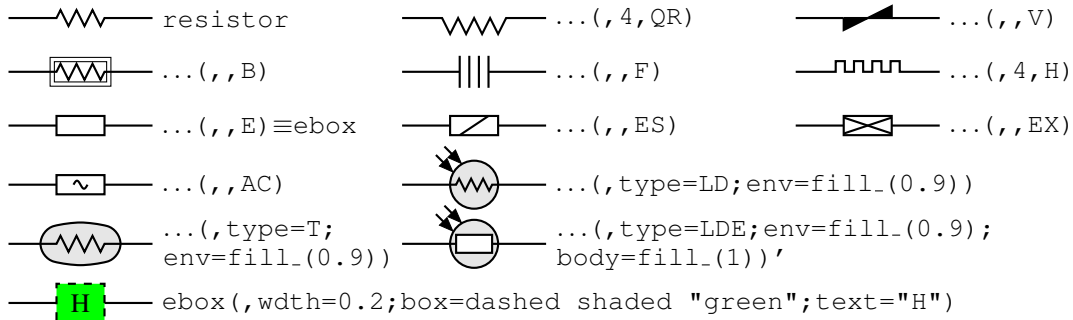 resistor
...(,4,QR)
...(,,V)
...(,,B)
...(,,F)
...(,4,H)
...(,,E)≡ebox
...(,,ES)
...(,,EX)
...(,,AC)
...(,type=LD;env=fill_(0.9))
...(,type=T;
env=fill_(0.9))
...(,type=LDE;env=fill_(0.9);
body=fill_(1))′
H
ebox(,wdth=0.2;box=dashed shaded "green";text="H")